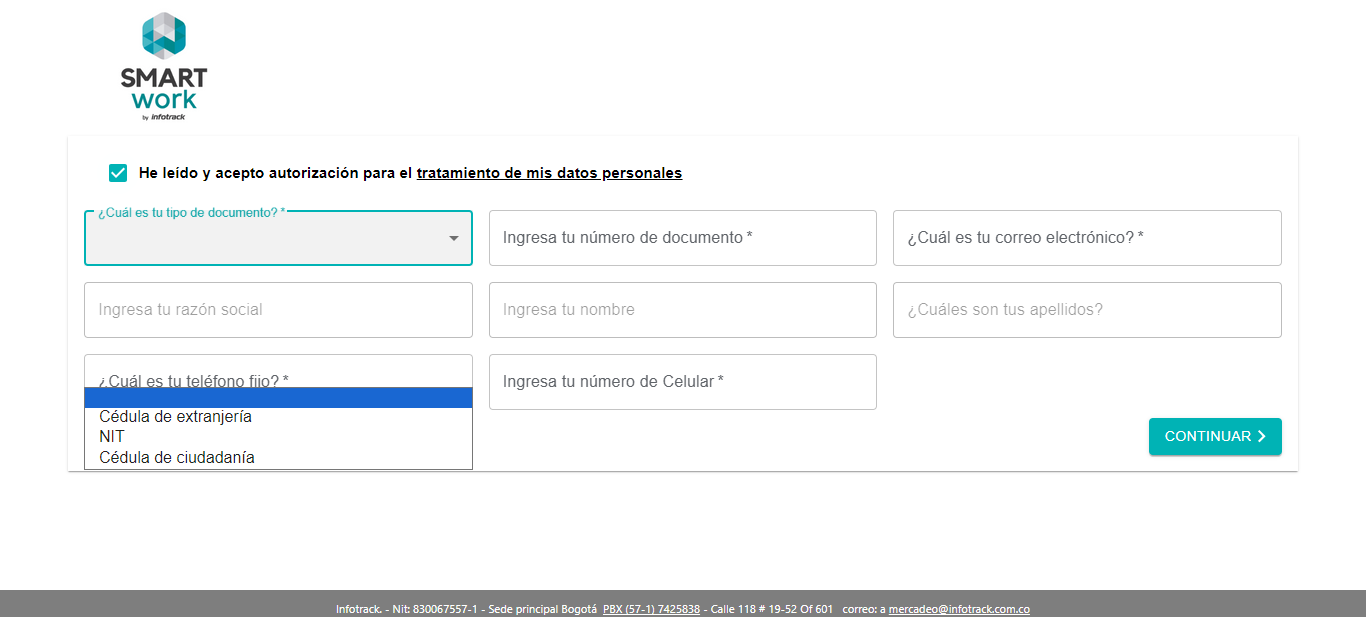 SMART
work
by infotrack
He leído y acepto autorización para el tratamiento de mis datos personales
¿Cuál es tu tipo de documento? *
Ingresa tu número de documento *
¿Cuál es tu correo electrónico? *
Ingresa tu razón social
Ingresa tu nombre
¿Cuáles son tus apellidos?
¿Cuál es tu teléfono fijo? *
Ingresa tu número de Celular *
Cédula de extranjería
NIT
Cédula de ciudadanía
CONTINUAR
Infotrack. - Nit: 830067557-1 - Sede principal Bogotá PBX (57-1) 7425838 - Calle 118 # 19-52 Of 601 correo: a mercadeo@infotrack.com.co